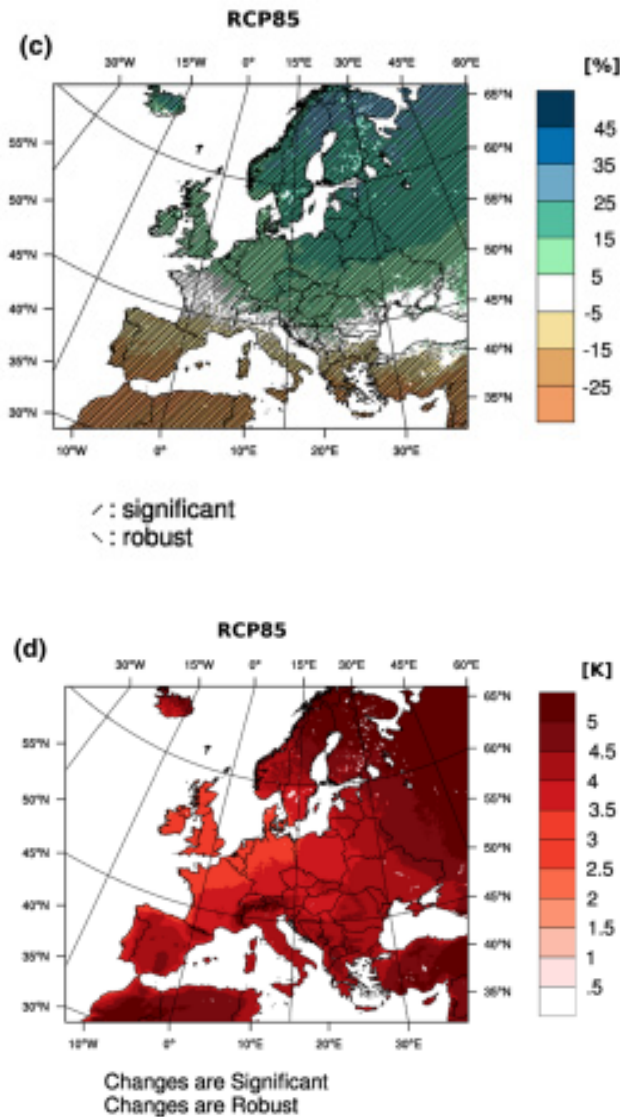 RCP85
(c)
30°W 15°W 0° 15°E 30°E 45°E 60°E
[%]
65°N
55°N
45
60°N
35
50°N
55°N
25
15
45°N
50°N
5
40°N
45°N
-5
-15
35°N
40°N
-25
30°N
35°N
10°W 0° 10°E 20°E 30°E
⟋ : significant
⟍ : robust
RCP85
(d)
30°W 15°W 0° 15°E 30°E 45°E 60°E
[K]
65°N
5
55°N
4.5
60°N
4
50°N
3.5
55°N
3
45°N
2.5
50°N
2
40°N
1.5
45°N
1
35°N
40°N
.5
30°N
35°N
10°W 0° 10°E 20°E 30°E
Changes are Significant
Changes are Robust